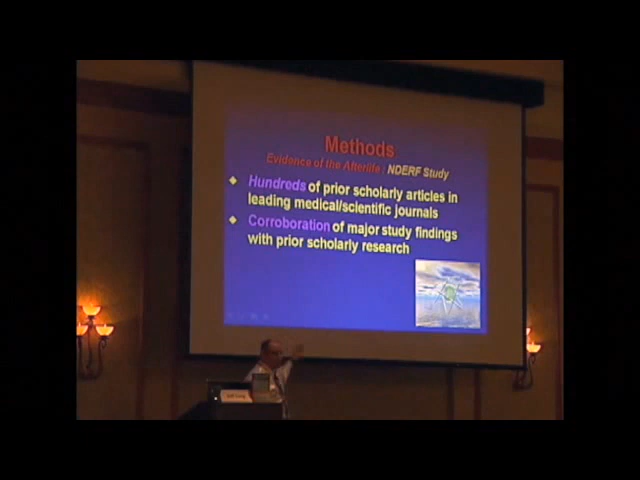 Methods
Evidence of the Afterlife : NDERF Study
Hundreds of prior scholarly articles in
leading medical/scientific journals
Corroboration of major study findings
with prior scholarly research